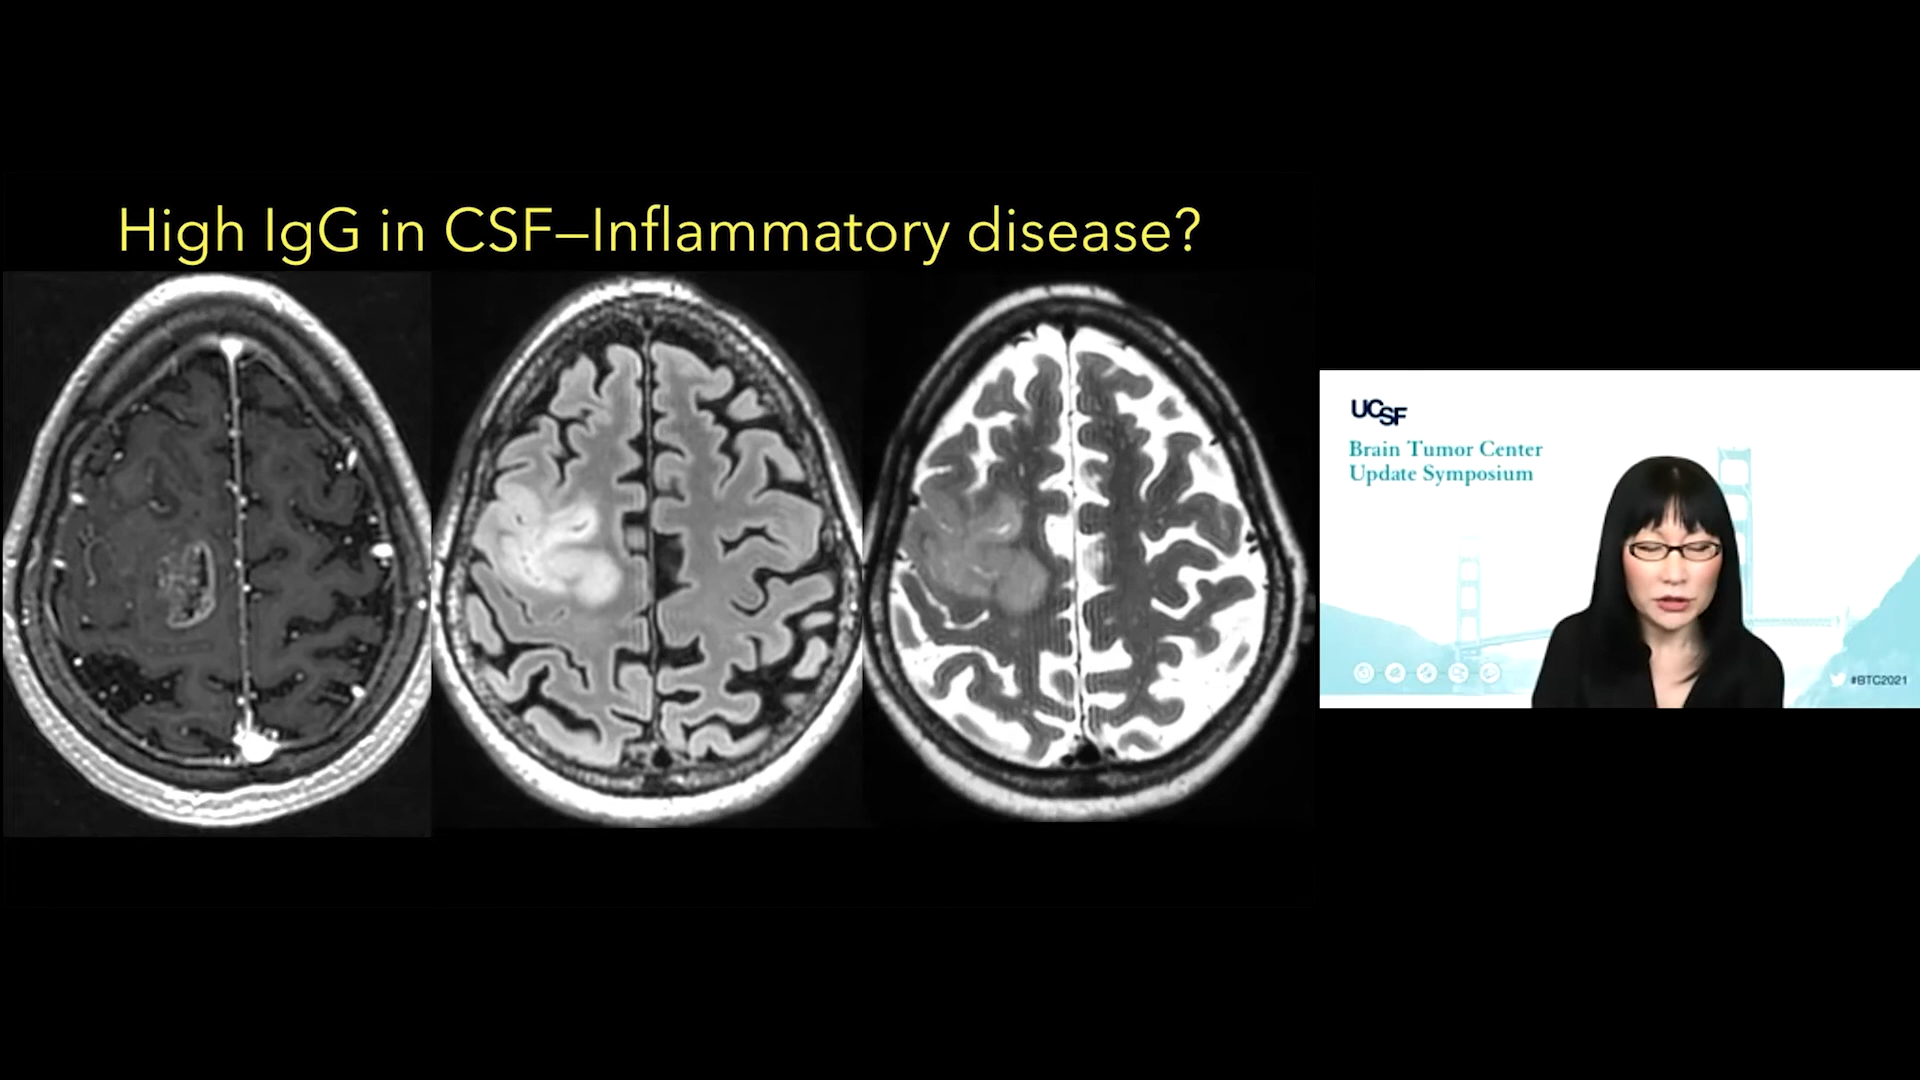 High IgG in CSF–Inflammatory disease?
UCSF
Brain Tumor Center
Update Symposium
#BTC2021